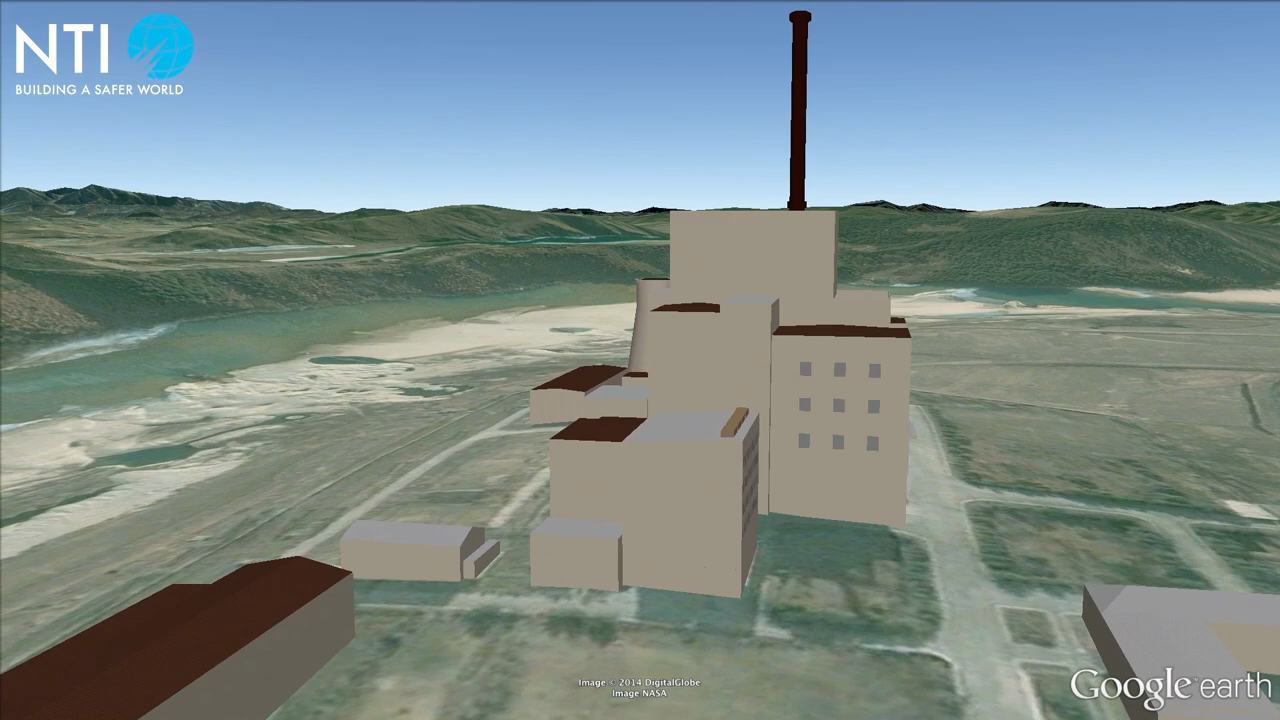 NTI
BUILDING A SAFER WORLD
Image © 2014 DigitalGlobe
Image NASA
Google earth